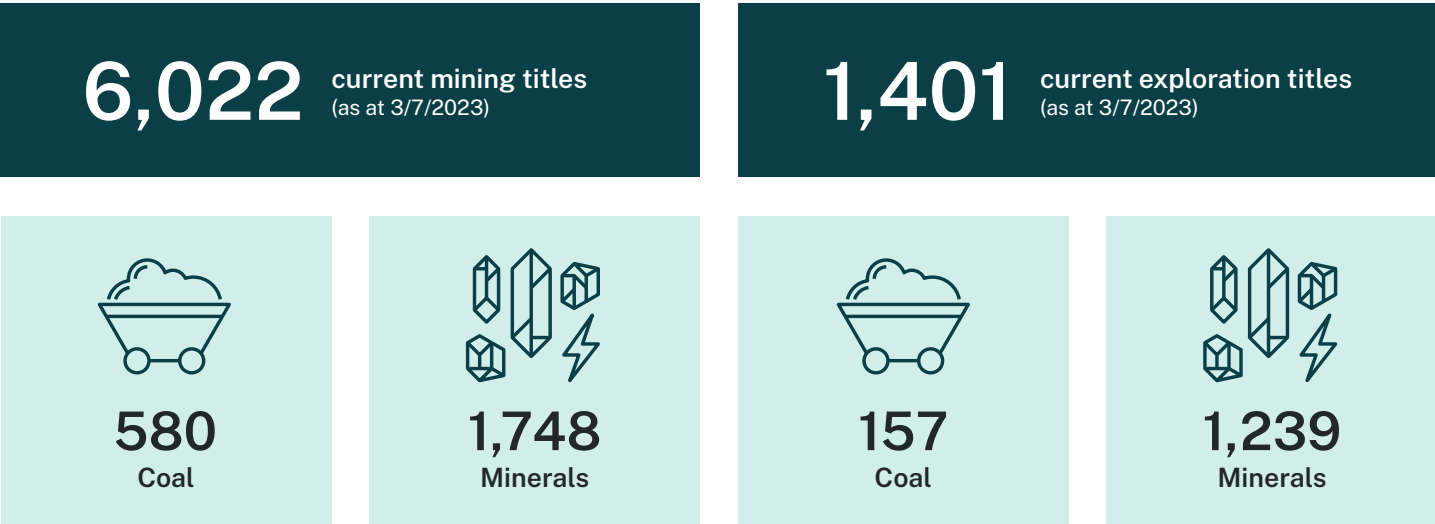 6,022 current mining titles
(as at 3/7/2023)
1,401 current exploration titles
(as at 3/7/2023)
580
Coal
1,748
Minerals
157
Coal
1,239
Minerals